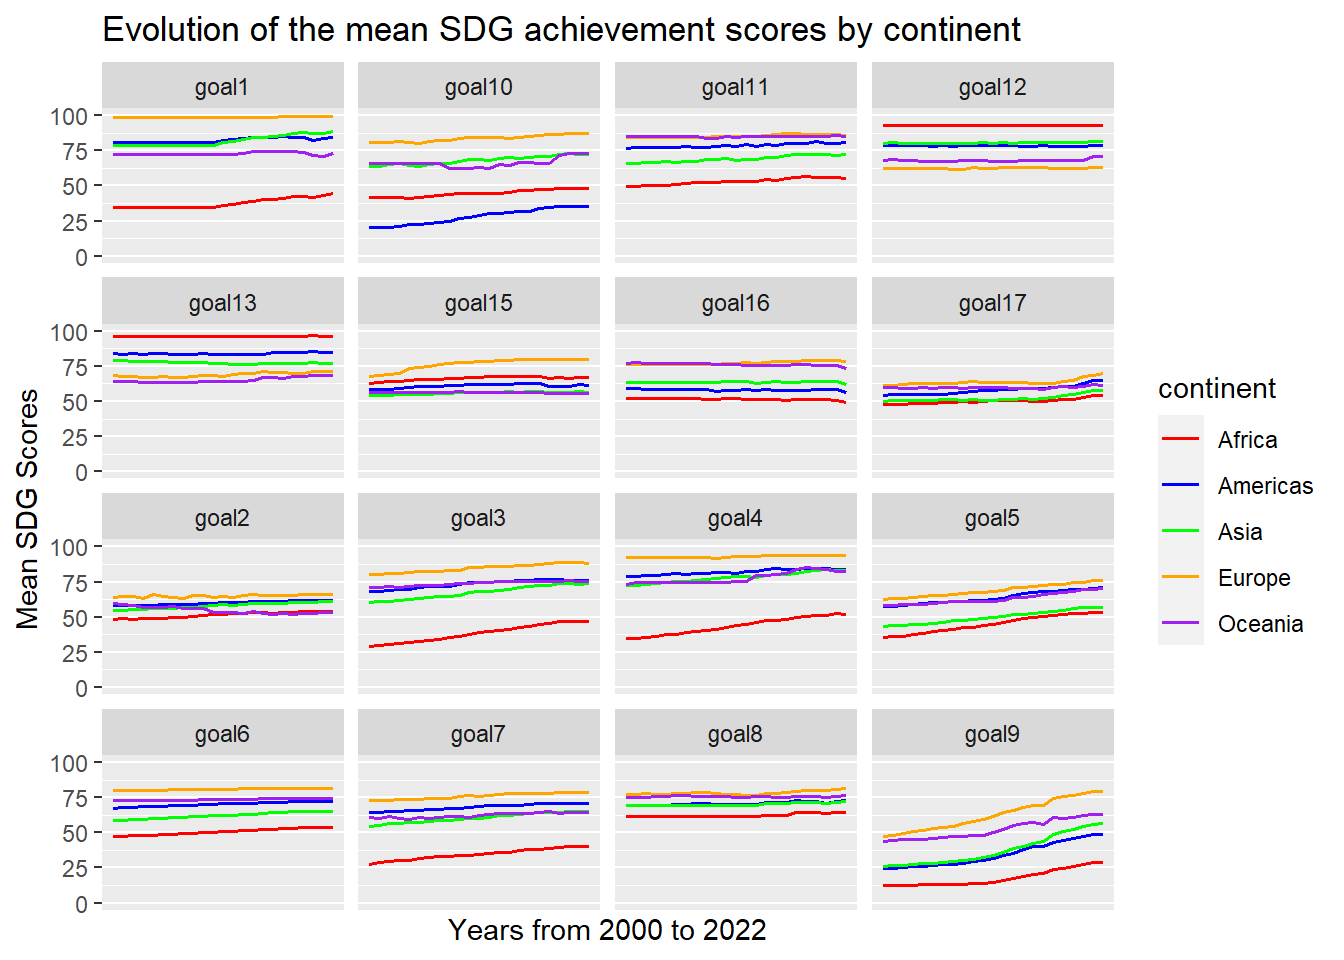 Evolution of the mean SDG achievement scores by continent
goal1 goal10 goal11 goal12
100
75
50
25
0
goal13 goal15 goal16 goal17
100
75
50
25
0
goal2 goal3 goal4 goal5
100
75
50
25
0
goal6 goal7 goal8 goal9
100
75
50
25
0
Mean SDG Scores
Years from 2000 to 2022
continent
Africa
Americas
Asia
Europe
Oceania